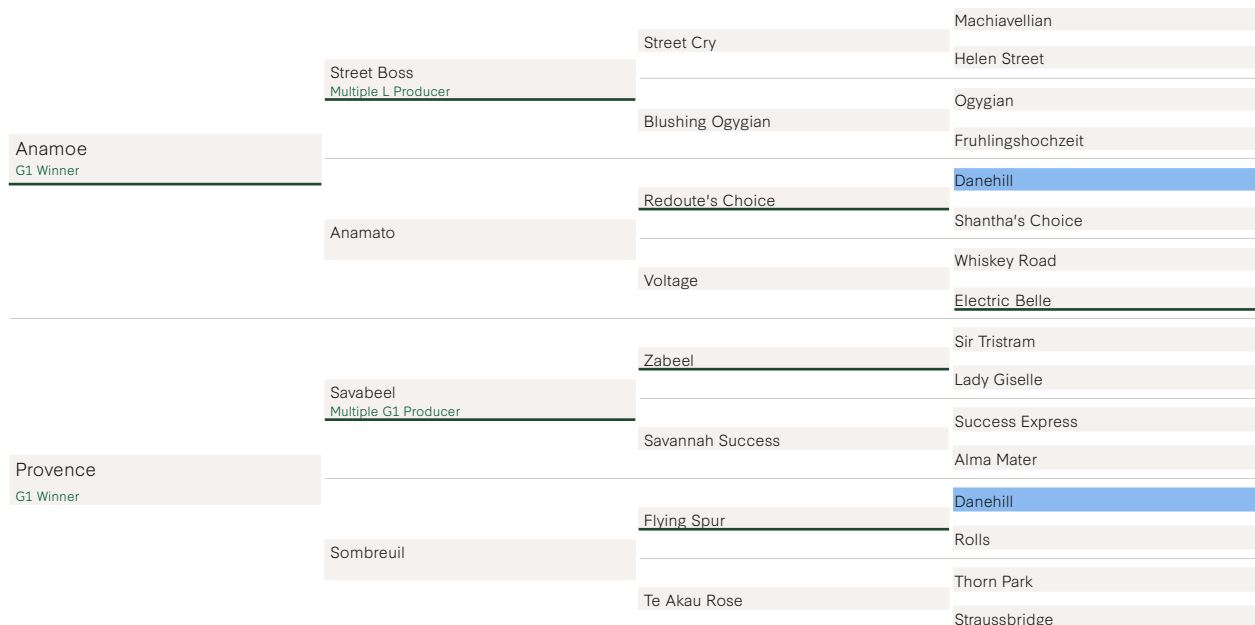 Anamoe
G1 Winner
Street Boss
Multiple L Producer
Street Cry
Machiavellian
Helen Street
Blushing Ogygian
Ogygian
Fruhlingshochzeit
Anamato
Redoute's Choice
Danehill
Shantha's Choice
Voltage
Whiskey Road
Electric Belle
Provence
G1 Winner
Savabeel
Multiple G1 Producer
Zabeel
Sir Tristram
Lady Giselle
Savannah Success
Success Express
Alma Mater
Sombreuil
Flying Spur
Danehill
Rolls
Te Akau Rose
Thorn Park
Straussbridge